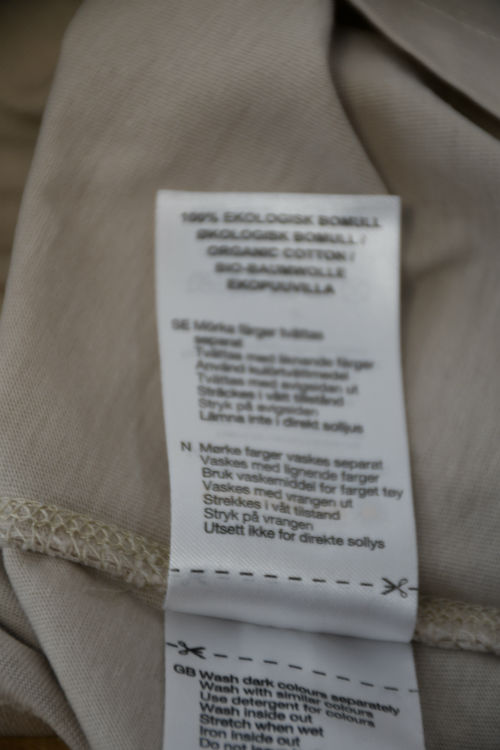 100% EKOLOGISK BOMULL
ØKOLOGISK BOMULL /
ORGANIC COTTON /
BIO-BAUMWOLLE
EKOPUUVILLA
SE Mörka färger tvättas
separat
Tvättas med liknande färger
Använd kulörtvättmedel
Tvättas med avigsidan ut
Sträckes i vått tillstånd
Stryk på avigsidan
Lämna inte i direkt solljus
N Mørke farger vaskes separat
Vaskes med lignende farger
Bruk vaskemiddel for farget tøy
Vaskes med vrangen ut
Strekkes i våt tilstand
Stryk på vrangen
Utsett ikke for direkte sollys
GB Wash dark colours separately
Wash with similar colours
Use detergent for colours
Wash inside out
Stretch when wet
Iron inside out
Do not